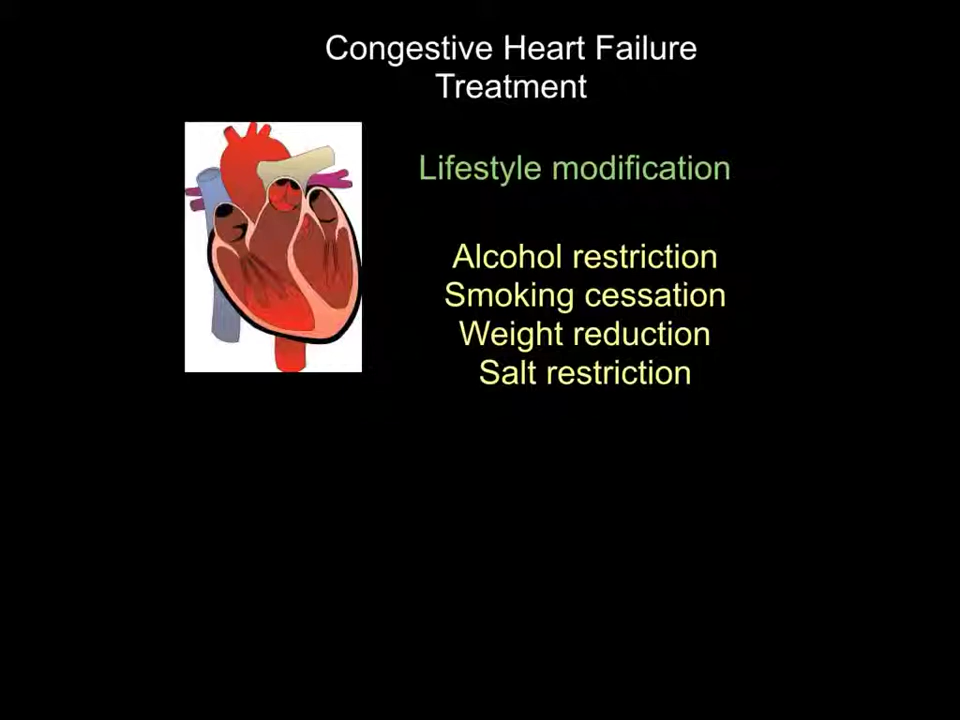 Congestive Heart Failure
Treatment
Lifestyle modification
Alcohol restriction
Smoking cessation
Weight reduction
Salt restriction